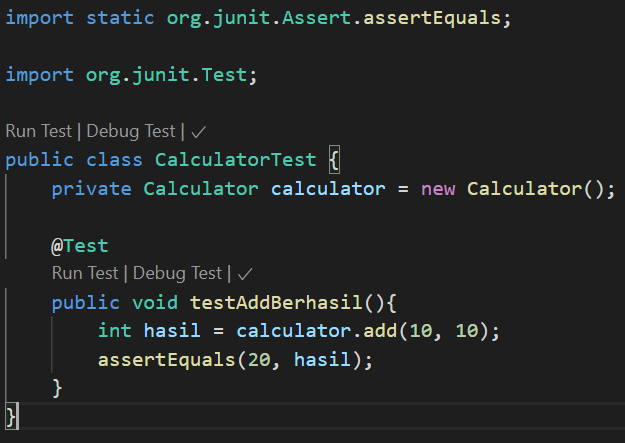 import static org.junit.Assert.assertEquals;
import org.junit.Test;
Run Test | Debug Test | ✓
public class CalculatorTest {
private Calculator calculator = new Calculator();
@Test
Run Test | Debug Test | ✓
public void testAddBerhasil(){
int hasil = calculator.add(10, 10);
assertEquals(20, hasil);
}
}